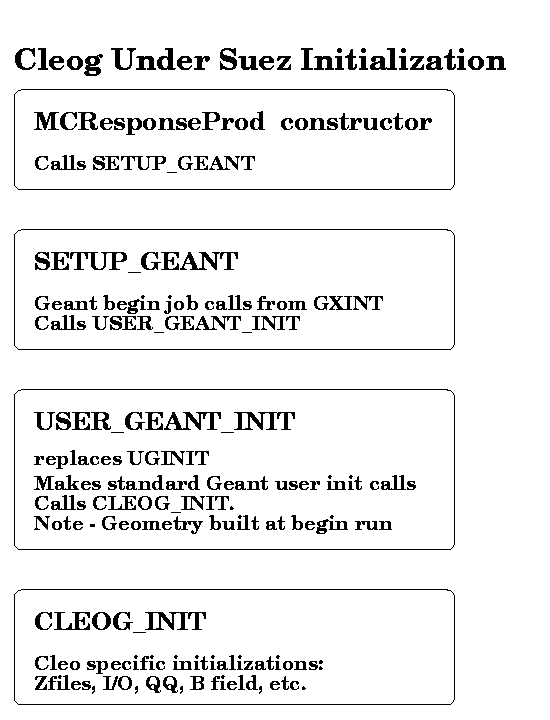 Cleog Under Suez Initialization
MCResponseProd constructor
Calls SETUP_GEANT
SETUP_GEANT
Geant begin job calls from GXINT
Calls USER_GEANT_INIT
USER_GEANT_INIT
replaces UGINIT
Makes standard Geant user init calls
Calls CLEOG_INIT.
Note - Geometry built at begin run
CLEOG_INIT
Cleo specific initializations:
Zfiles, I/O, QQ, B field, etc.